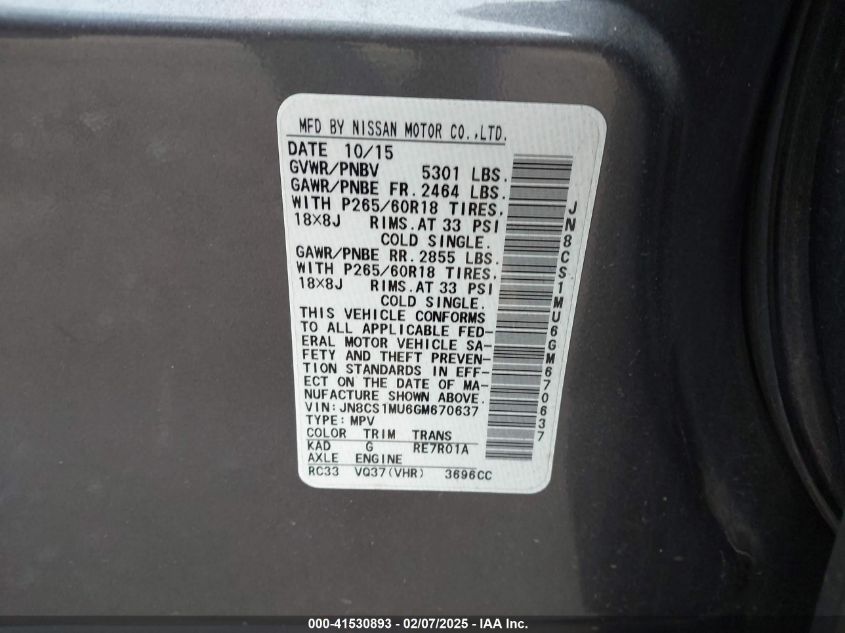 MFD BY NISSAN MOTOR CO.,LTD.
DATE 10/15
GVWR/PNBV 5301 LBS.
GAWR/PNBE FR. 2464 LBS.
WITH P265/60R18 TIRES,
18X8J RIMS.AT 33 PSI
COLD SINGLE.
GAWR/PNBE RR. 2855 LBS.
WITH P265/60R18 TIRES,
18X8J RIMS.AT 33 PSI
COLD SINGLE.
THIS VEHICLE CONFORMS
TO ALL APPLICABLE FED-
ERAL MOTOR VEHICLE SA-
FETY AND THEFT PREVEN-
TION STANDARDS IN EFF-
ECT ON THE DATE OF MA-
NUFACTURE SHOWN ABOVE.
VIN:JN8CS1MU6GM670637
TYPE:MPV
COLOR TRIM TRANS
KAD G RE7R01A
AXLE ENGINE
RC33 VQ37(VHR) 3696CC
JN8CS1MU6GM670637
000-41530893 - 02/07/2025 - IAA Inc.